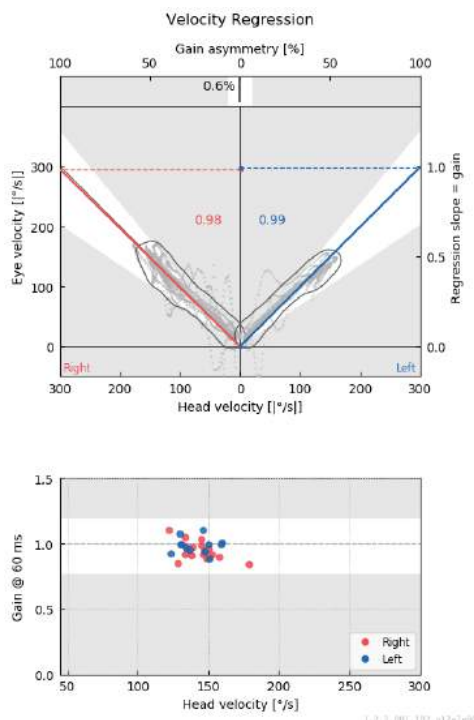 Velocity Regression
Gain asymmetry [%]
100 50 0 50 100
0.6%
300
200
100
0
Eye velocity [|°/s|]
0.98 0.99
1.0
0.5
0.0
Regression slope = gain
Right Left
300 200 100 0 100 200 300
Head velocity [|°/s|]
1.5
1.0
0.5
0.0
Gain @ 60 ms
Right
Left
50 100 150 200 250 300
Head velocity [°/s]